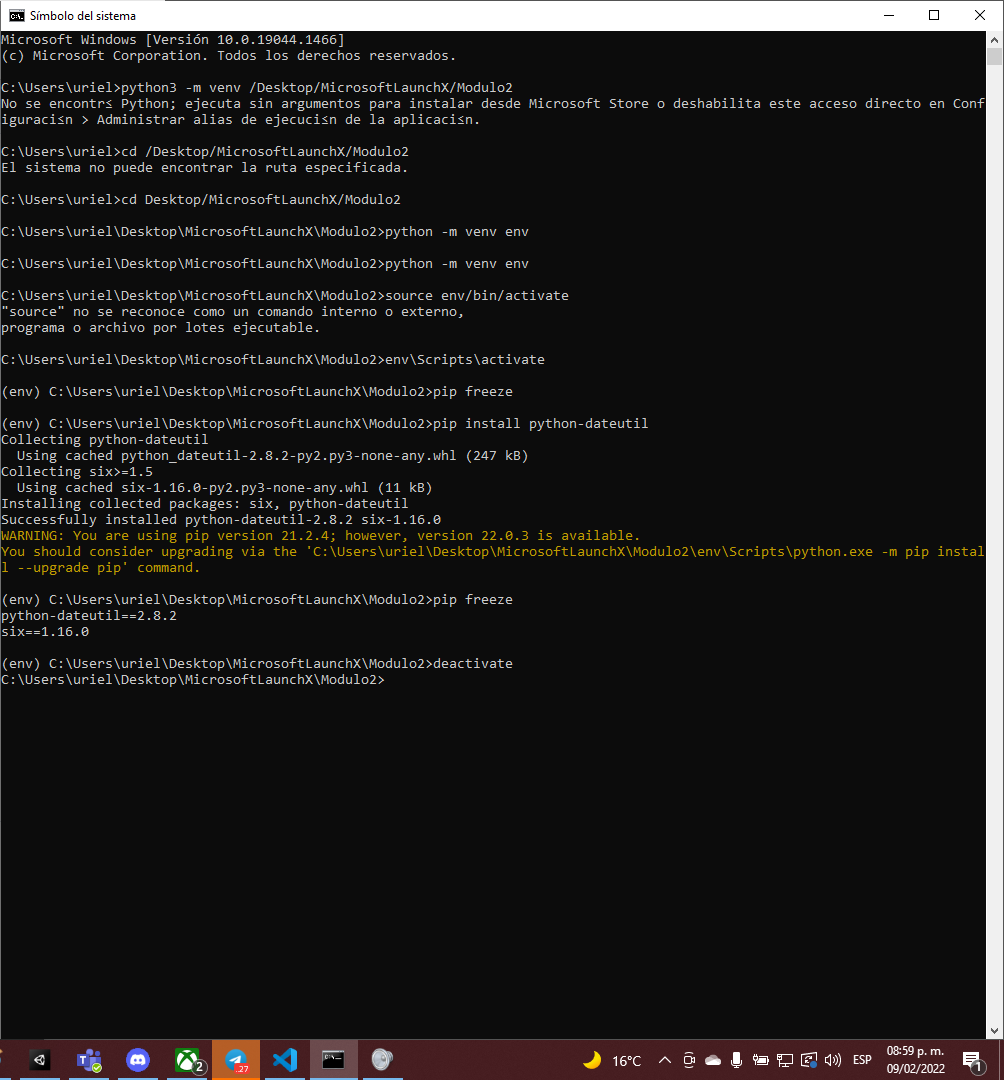 Símbolo del sistema
Microsoft Windows [Versión 10.0.19044.1466]
(c) Microsoft Corporation. Todos los derechos reservados.
C:\Users\uriel>python3 -m venv /Desktop/MicrosoftLaunchX/Modulo2
No se encontr≤ Python; ejecuta sin argumentos para instalar desde Microsoft Store o deshabilita este acceso directo en Conf
iguraci≤n > Administrar alias de ejecuci≤n de la aplicaci≤n.
C:\Users\uriel>cd /Desktop/MicrosoftLaunchX/Modulo2
El sistema no puede encontrar la ruta especificada.
C:\Users\uriel>cd Desktop/MicrosoftLaunchX/Modulo2
C:\Users\uriel\Desktop\MicrosoftLaunchX\Modulo2>python -m venv env
C:\Users\uriel\Desktop\MicrosoftLaunchX\Modulo2>python -m venv env
C:\Users\uriel\Desktop\MicrosoftLaunchX\Modulo2>source env/bin/activate
"source" no se reconoce como un comando interno o externo,
programa o archivo por lotes ejecutable.
C:\Users\uriel\Desktop\MicrosoftLaunchX\Modulo2>env\Scripts\activate
(env) C:\Users\uriel\Desktop\MicrosoftLaunchX\Modulo2>pip freeze
(env) C:\Users\uriel\Desktop\MicrosoftLaunchX\Modulo2>pip install python-dateutil
Collecting python-dateutil
  Using cached python_dateutil-2.8.2-py2.py3-none-any.whl (247 kB)
Collecting six>=1.5
  Using cached six-1.16.0-py2.py3-none-any.whl (11 kB)
Installing collected packages: six, python-dateutil
Successfully installed python-dateutil-2.8.2 six-1.16.0
WARNING: You are using pip version 21.2.4; however, version 22.0.3 is available.
You should consider upgrading via the 'C:\Users\uriel\Desktop\MicrosoftLaunchX\Modulo2\env\Scripts\python.exe -m pip instal
l --upgrade pip' command.
(env) C:\Users\uriel\Desktop\MicrosoftLaunchX\Modulo2>pip freeze
python-dateutil==2.8.2
six==1.16.0
(env) C:\Users\uriel\Desktop\MicrosoftLaunchX\Modulo2>deactivate
C:\Users\uriel\Desktop\MicrosoftLaunchX\Modulo2>
2
27
16°C
ESP
08:59 p. m.
09/02/2022
1